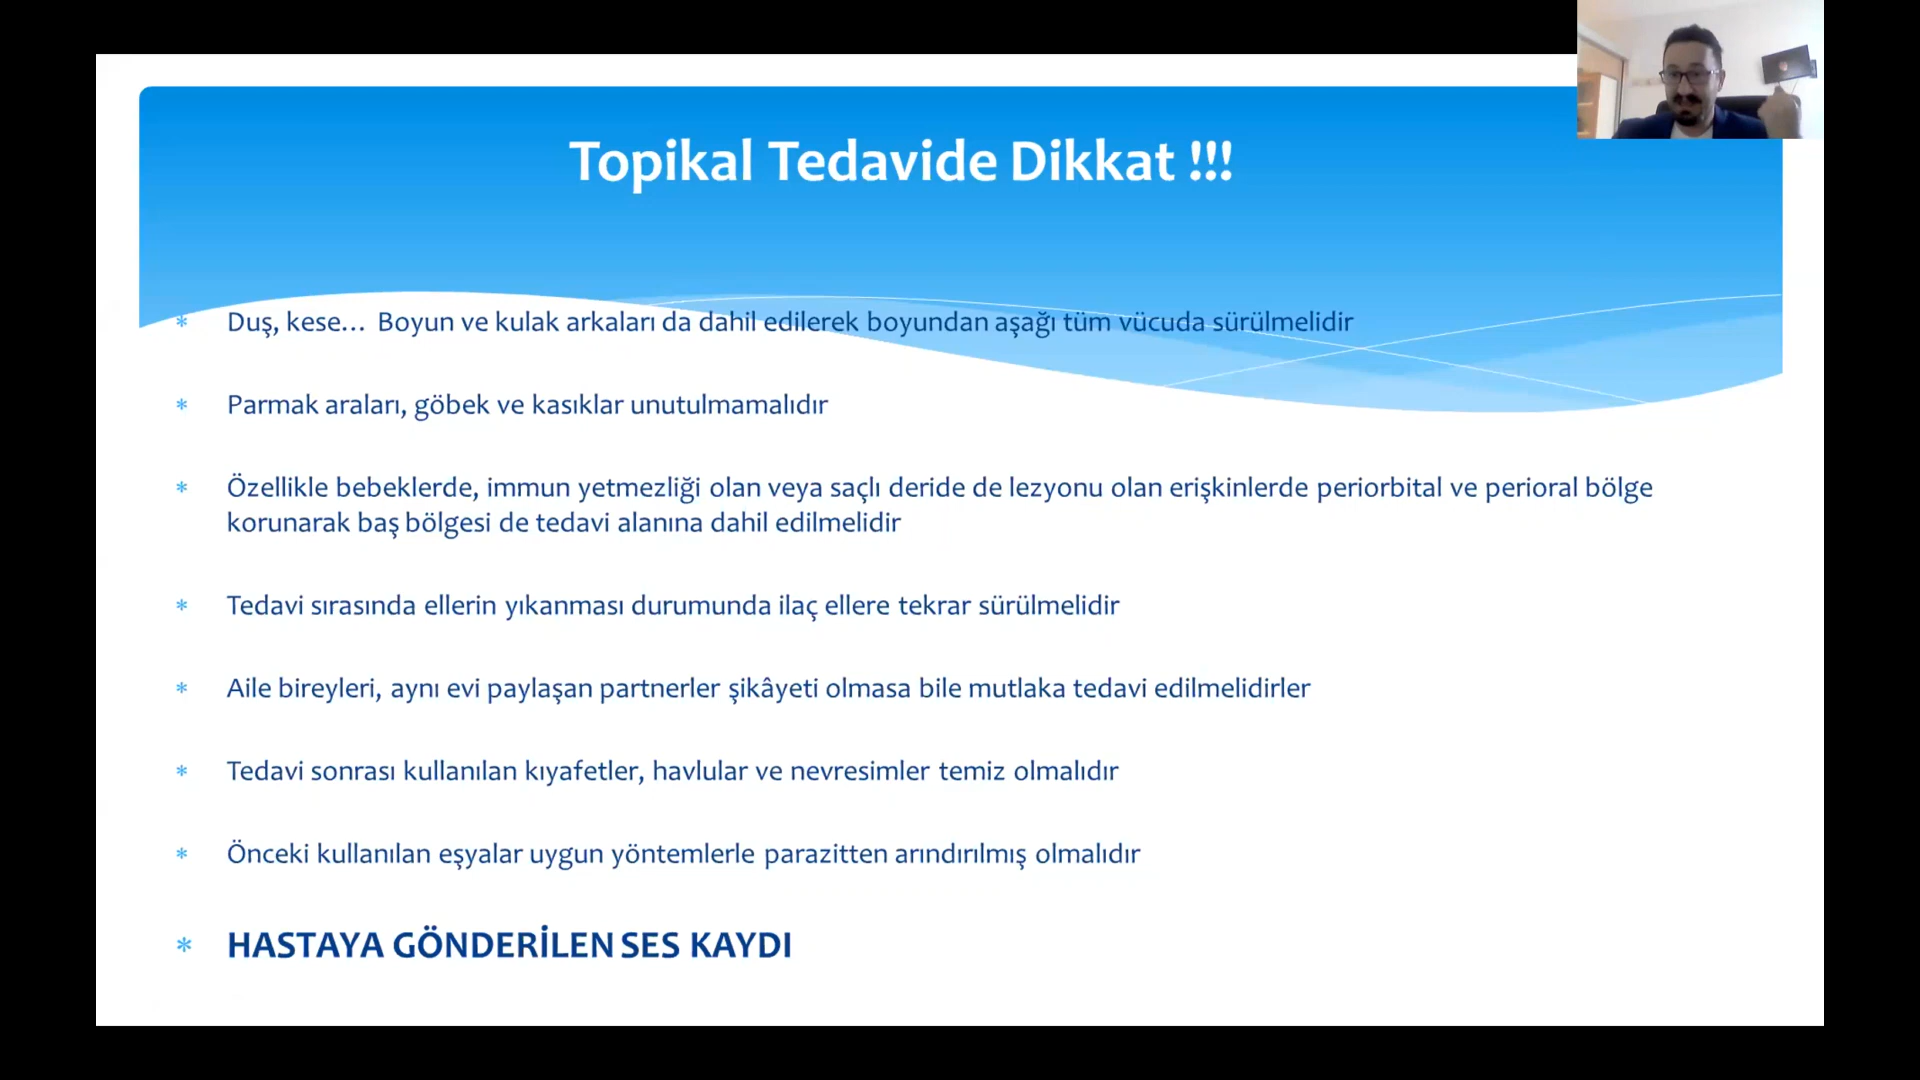 Topikal Tedavide Dikkat !!!
* Duş, kese… Boyun ve kulak arkaları da dahil edilerek boyundan aşağı tüm vücuda sürülmelidir
* Parmak araları, göbek ve kasıklar unutulmamalıdır
* Özellikle bebeklerde, immun yetmezliği olan veya saçlı deride de lezyonu olan erişkinlerde periorbital ve perioral bölge
korunarak baş bölgesi de tedavi alanına dahil edilmelidir
* Tedavi sırasında ellerin yıkanması durumunda ilaç ellere tekrar sürülmelidir
* Aile bireyleri, aynı evi paylaşan partnerler şikâyeti olmasa bile mutlaka tedavi edilmelidirler
* Tedavi sonrası kullanılan kıyafetler, havlular ve nevresimler temiz olmalıdır
* Önceki kullanılan eşyalar uygun yöntemlerle parazitten arındırılmış olmalıdır
* HASTAYA GÖNDERİLEN SES KAYDI